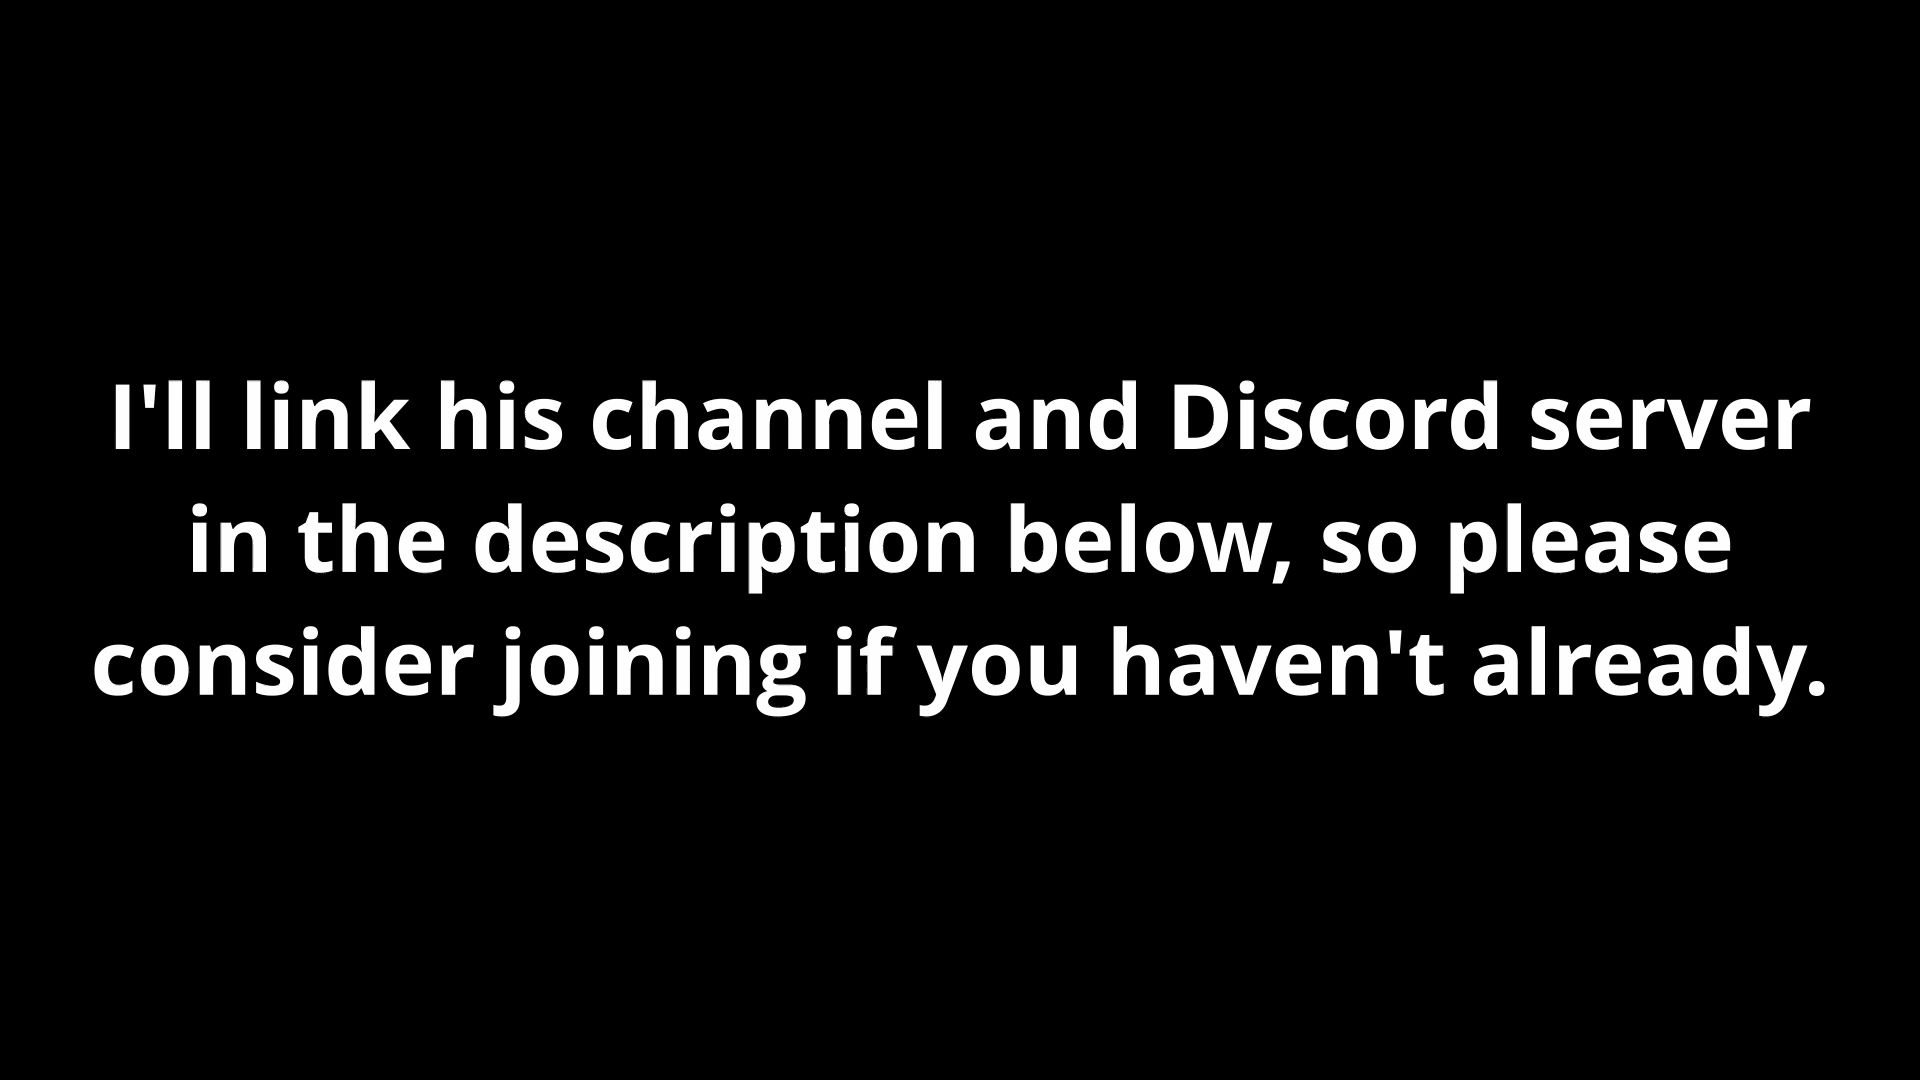 I'll link his channel and Discord server
in the description below, so please
consider joining if you haven't already.